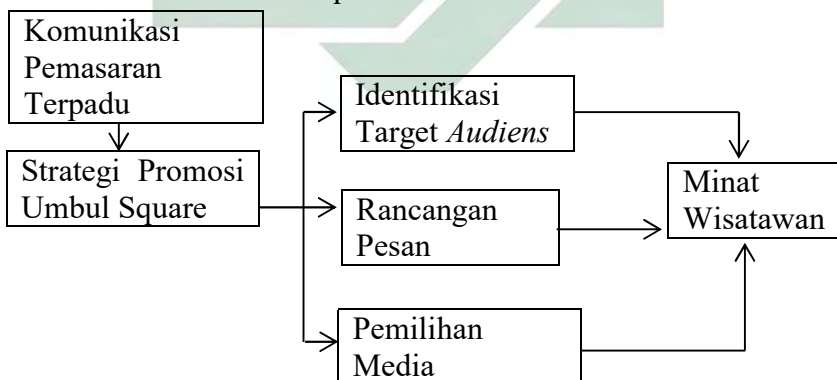 Komunikasi
Pemasaran
Terpadu
Strategi Promosi
Umbul Square
Identifikasi
Target Audiens
Rancangan
Pesan
Pemilihan
Media
Minat
Wisatawan